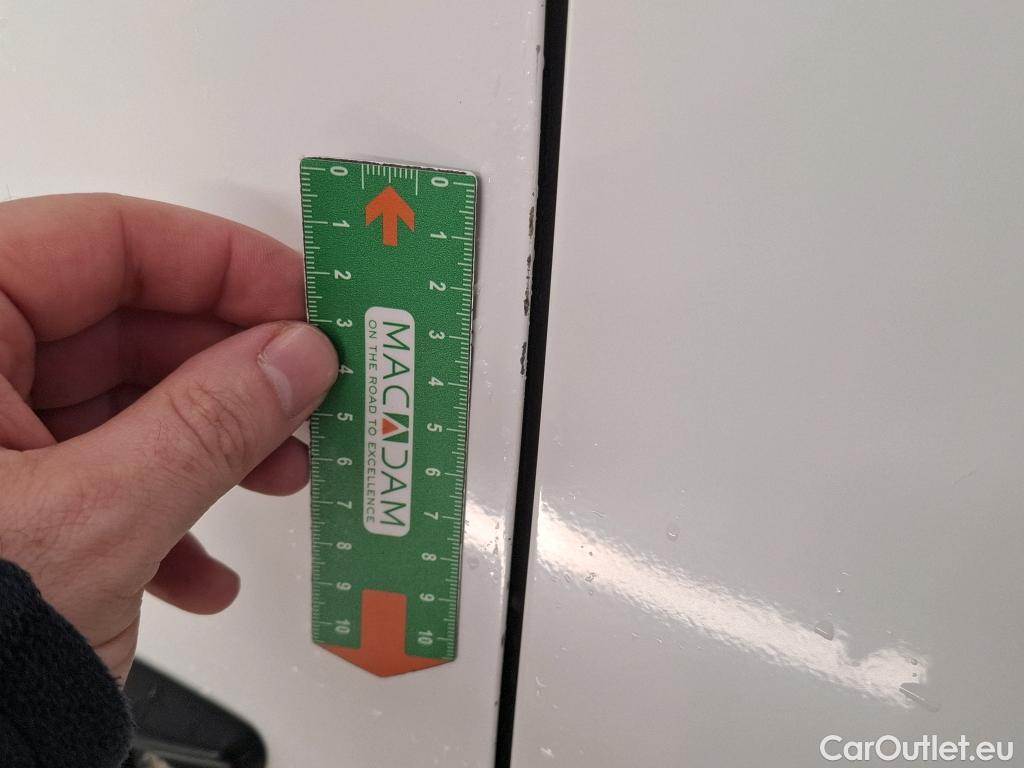 0 1 2 3 4 5 6 7 8 9 10
MACADAM
ON THE ROAD TO EXCELLENCE
0 1 2 3 4 5 6 7 8 9 10
CarOutlet.eu